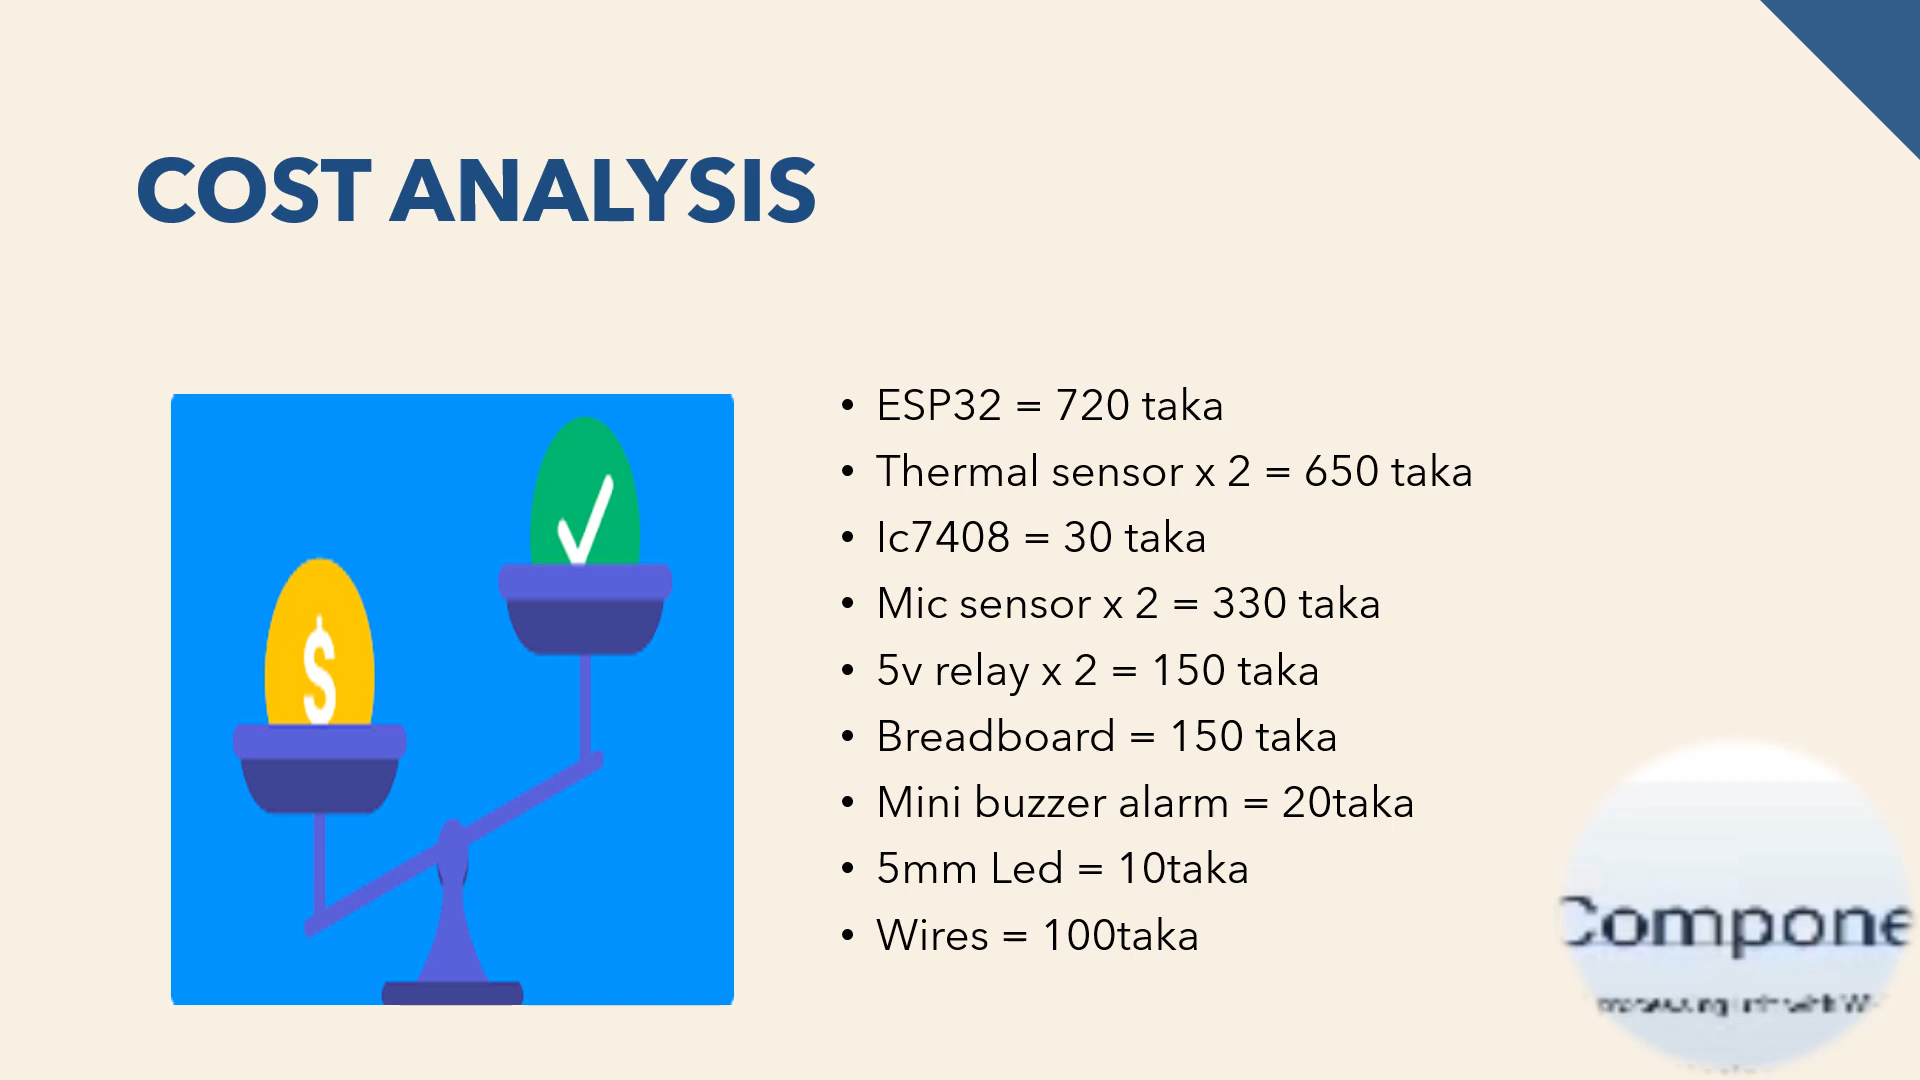 COST ANALYSIS
$
• ESP32 = 720 taka
• Thermal sensor x 2 = 650 taka
• Ic7408 = 30 taka
• Mic sensor x 2 = 330 taka
• 5v relay x 2 = 150 taka
• Breadboard = 150 taka
• Mini buzzer alarm = 20taka
• 5mm Led = 10taka
• Wires = 100taka
Compone